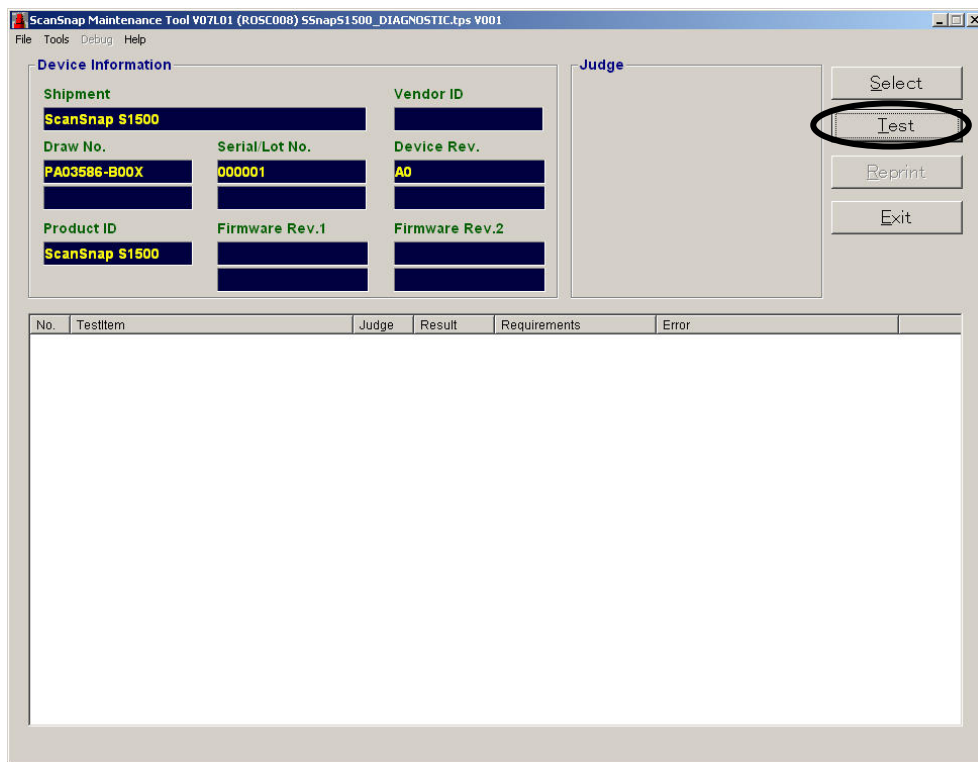 ScanSnap Maintenance Tool V07L01 (ROSC008) SSnapS1500_DIAGNOSTIC.tps V001
File Tools Debug Help
Device Information
Judge
Shipment Vendor ID
ScanSnap S1500
Draw No. Serial/Lot No. Device Rev.
PA03586-B00X 000001 A0
Product ID Firmware Rev.1 Firmware Rev.2
ScanSnap S1500
Select
Test
Reprint
Exit
No. TestItem Judge Result Requirements Error